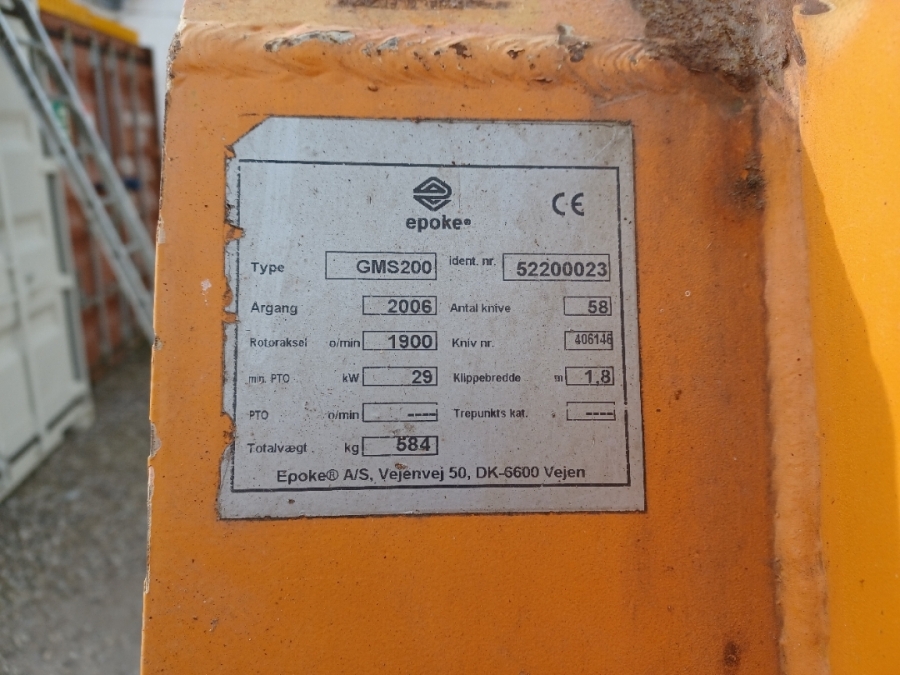 epoke®
CE
Type GMS200 ident. nr. 52200023
Argang 2006 Antal knive 58
Rotoraksel o/min 1900 Kniv nr. 406146
min. PTO kW 29 Klippebredde m 1,8
PTO o/min ---- Trepunkts kat. ----
Totalvægt kg 584
Epoke® A/S, Vejenvej 50, DK-6600 Vejen